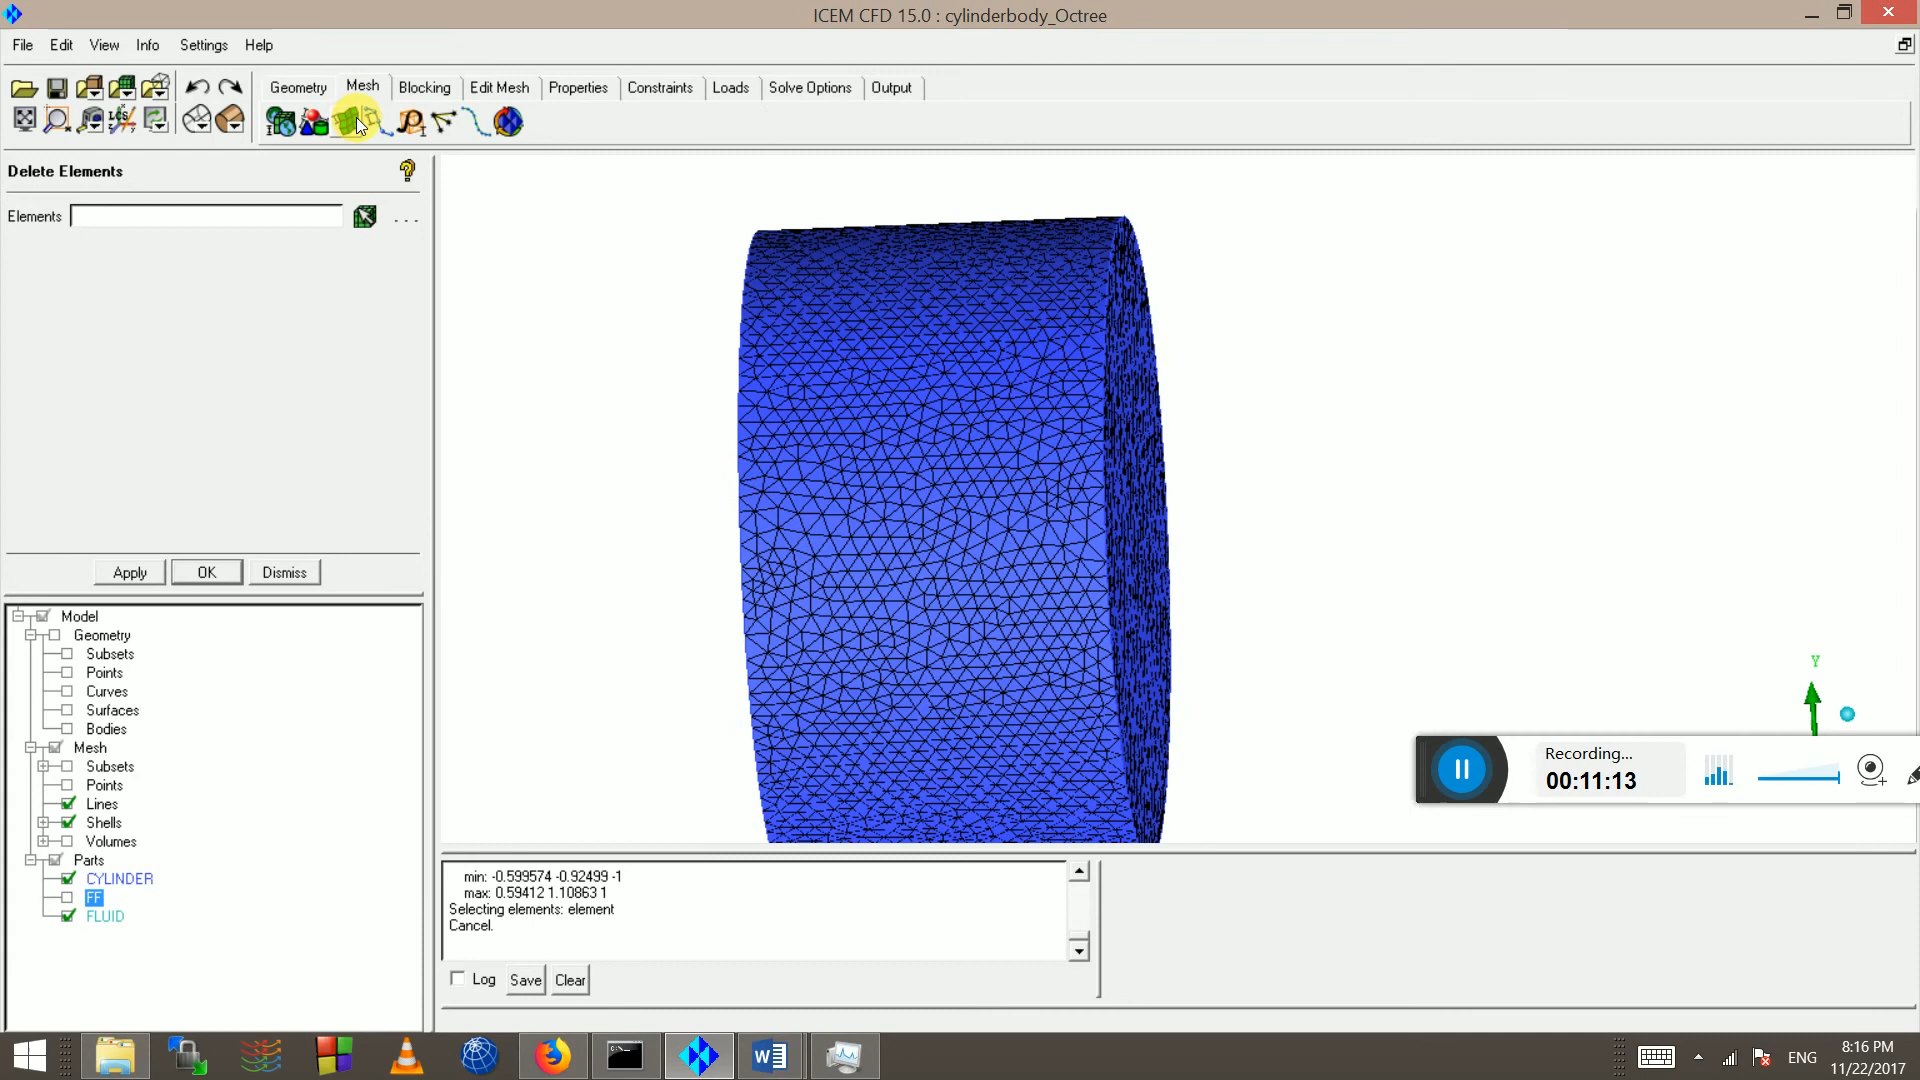 ICEM CFD 15.0 : cylinderbody_Octree
File Edit View Info Settings Help
Geometry Mesh Blocking Edit Mesh Properties Constraints Loads Solve Options Output
Delete Elements
Elements
Apply OK Dismiss
Model
Geometry
Subsets
Points
Curves
Surfaces
Bodies
Mesh
Subsets
Points
Lines
Shells
Volumes
Parts
CYLINDER
FF
FLUID
Y
Recording...
00:11:13
min: -0.599574 -0.92499 -1
max: 0.59412 1.10863 1
Selecting elements: element
Cancel.
Log Save Clear
ENG
8:16 PM
11/22/2017